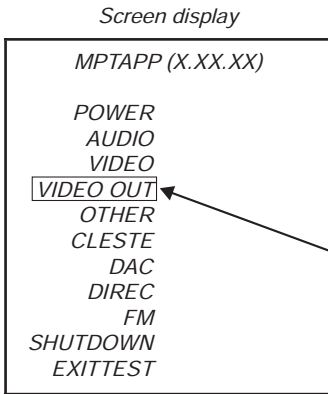 Screen display
MPTAPP (X.XX.XX)
POWER
AUDIO
VIDEO
VIDEO OUT
OTHER
CLESTE
DAC
DIREC
FM
SHUTDOWN
EXITTEST